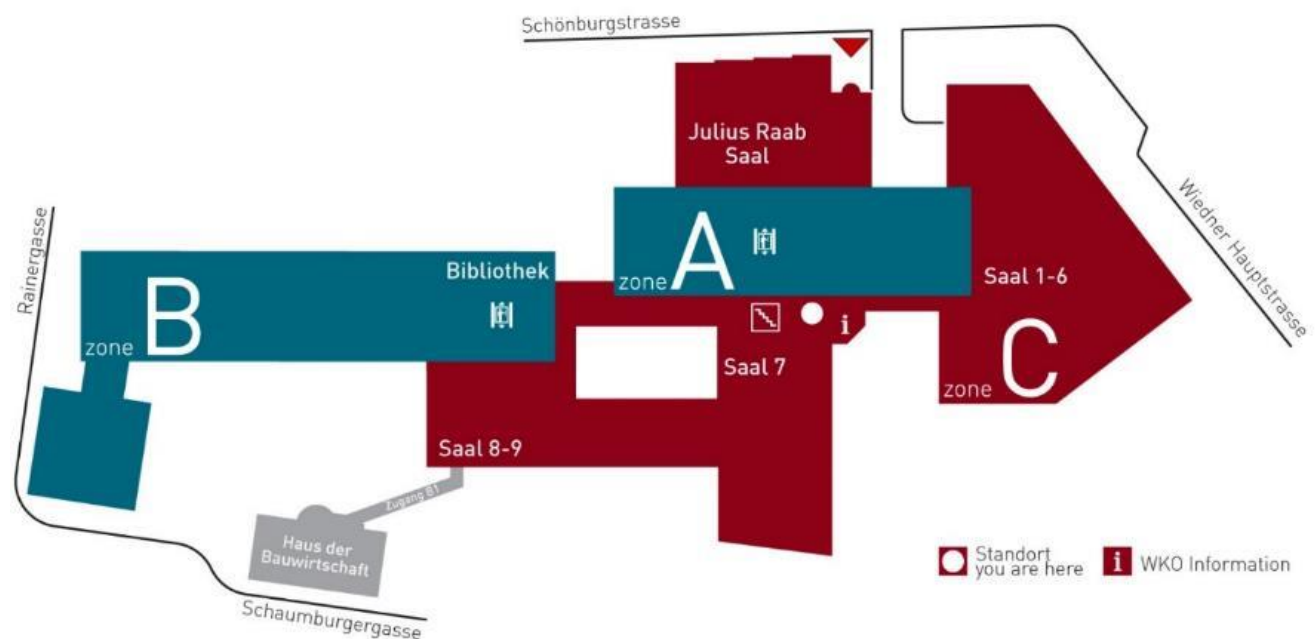 Schönburgstrasse
Julius Raab
Saal
Wiedner Hauptstrasse
Rainergasse
zone A
Bibliothek
zone B
Saal 1-6
i
Saal 7
zone C
Saal 8-9
Zugang B1
Haus der
Bauwirtschaft
Schaumburgergasse
Standort
you are here
i WKO Information